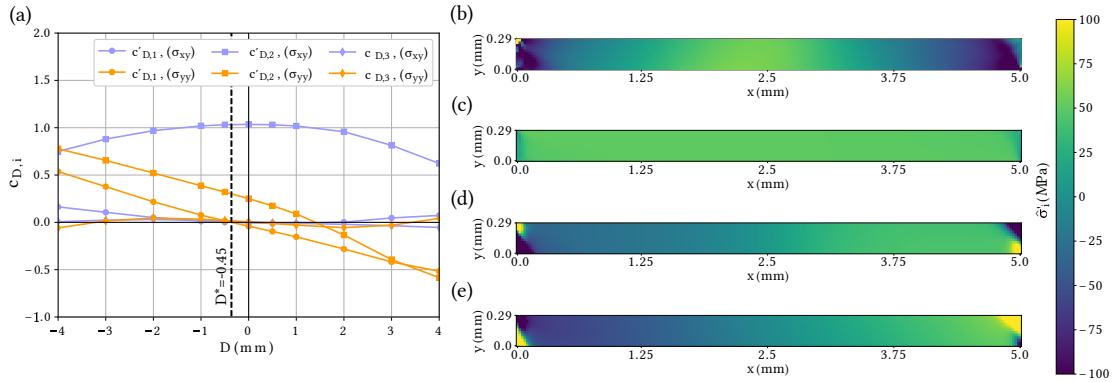 (a)
2.0
1.5
1.0
0.5
0.0
−0.5
−1.0
c_D,i
c′_D,1 , (σ_xy) c′_D,2 , (σ_xy) c_D,3 , (σ_xy)
c′_D,1 , (σ_yy) c′_D,2 , (σ_yy) c_D,3 , (σ_yy)
D*=-0.45
−4 −3 −2 −1 0 1 2 3 4
D (mm)
(b)
y (mm)
0.29
0.0
0.0 1.25 2.5 3.75 5.0
x (mm)
(c)
y (mm)
0.29
0.0
0.0 1.25 2.5 3.75 5.0
x (mm)
(d)
y (mm)
0.29
0.0
0.0 1.25 2.5 3.75 5.0
x (mm)
(e)
y (mm)
0.29
0.0
0.0 1.25 2.5 3.75 5.0
x (mm)
100
75
50
25
0
−25
−50
−75
−100
σ̂_i (MPa)